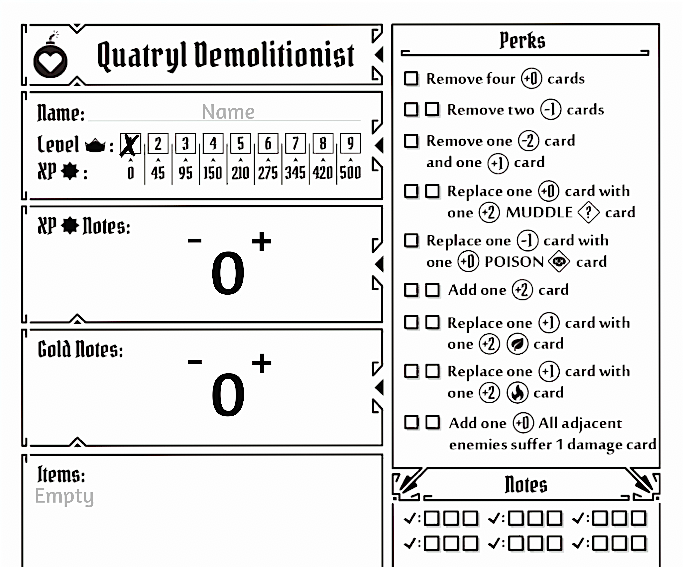 Quatryl Demolitionist
Name: Name
Level : X 2 3 4 5 6 7 8 9
XP : 0 45 95 150 210 275 345 420 500
XP Notes:
- 0 +
Gold Notes:
- 0 +
Items:
Empty
Perks
Remove four +0 cards
Remove two -1 cards
Remove one -2 card
and one +1 card
Replace one +0 card with
one +2 MUDDLE ? card
Replace one -1 card with
one +0 POISON card
Add one +2 card
Replace one +1 card with
one +2 card
Replace one +1 card with
one +2 card
Add one +0 All adjacent
enemies suffer 1 damage card
Notes
✓: ✓: ✓:
✓: ✓: ✓: